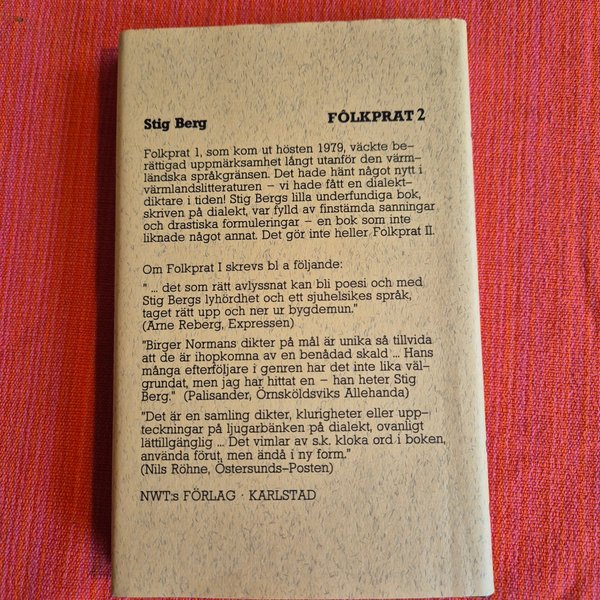 Stig Berg FÔLKPRAT 2
Folkprat 1, som kom ut hösten 1979, väckte be-
rättigad uppmärksamhet långt utanför den värm-
ländska språkgränsen. Det hade hänt något nytt i
värmlandslitteraturen – vi hade fått en dialekt-
diktare i tiden! Stig Bergs lilla underfundiga bok,
skriven på dialekt, var fylld av finstämda sanningar
och drastiska formuleringar – en bok som inte
liknade något annat. Det gör inte heller Folkprat II.
Om Folkprat I skrevs bl a följande:
" ... det som rätt avlyssnat kan bli poesi och med
Stig Bergs lyhördhet och ett sjuhelsikes språk,
taget rätt upp och ner ur bygdemun."
(Arne Reberg, Expressen)
"Birger Normans dikter på mål är unika så tillvida
att de är ihopkomna av en benådad skald ... Hans
många efterföljare i genren har det inte lika väl-
grundat, men jag har hittat en – han heter Stig
Berg." (Palisander, Örnsköldsviks Allehanda)
"Det är en samling dikter, klurigheter eller upp-
teckningar på ljugarbänken på dialekt, ovanligt
lättillgänglig ... Det vimlar av s.k. kloka ord i boken,
använda förut, men ändå i ny form."
(Nils Röhne, Östersunds–Posten)
NWT:s FÖRLAG · KARLSTAD